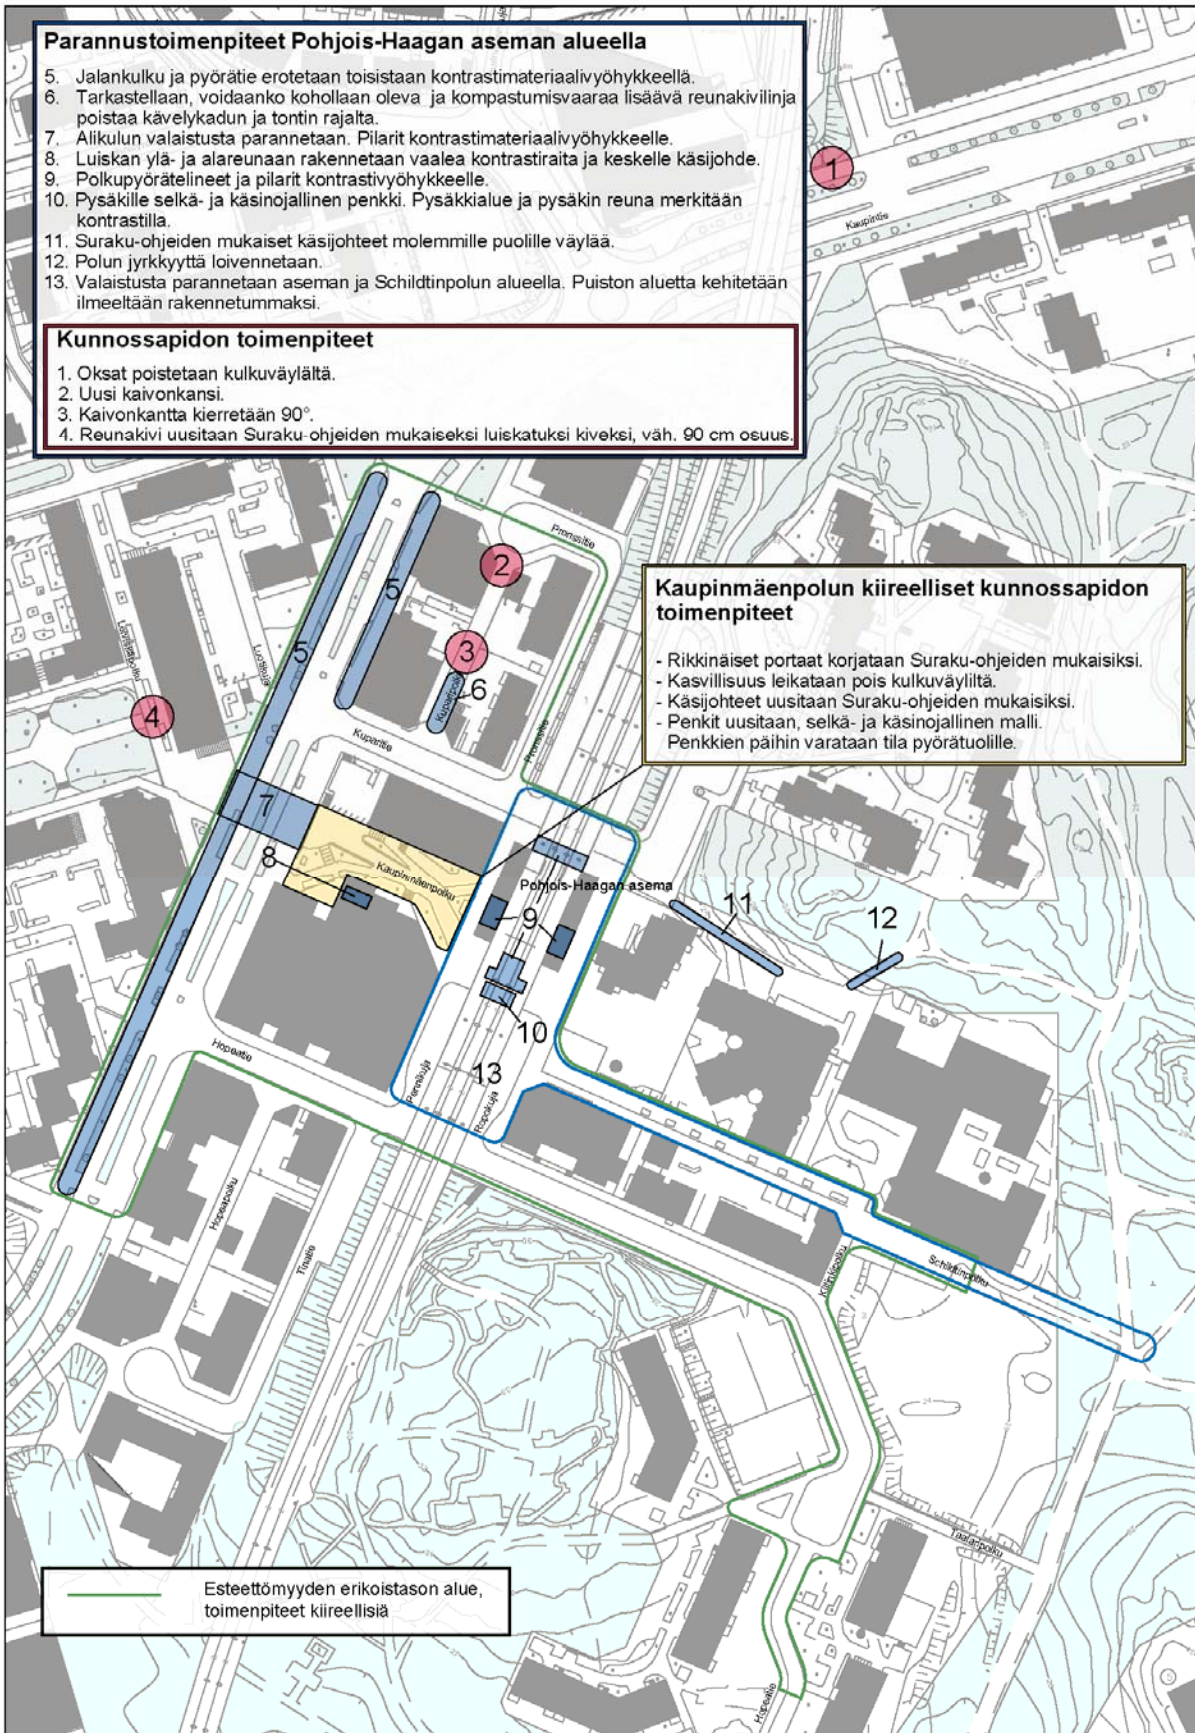 Parannustoimenpiteet Pohjois-Haagan aseman alueella
5. Jalankulku ja pyörätie erotetaan toisistaan kontrastimateriaalivyöhykkeellä.
6. Tarkastellaan, voidaanko kohollaan oleva ja kompastumisvaaraa lisäävä reunakivilinja
poistaa kävelykadun ja tontin rajalta.
7. Alikulun valaistusta parannetaan. Pilarit kontrastimateriaalivyöhykkeelle.
8. Luiskan ylä- ja alareunaan rakennetaan vaalea kontrastiraita ja keskelle käsijohde.
9. Polkupyörätelineet ja pilarit kontrastivyöhykkeelle.
10. Pysäkille selkä- ja käsinojallinen penkki. Pysäkkialue ja pysäkin reuna merkitään
kontrastilla.
11. Suraku-ohjeiden mukaiset käsijohteet molemmille puolille väylää.
12. Polun jyrkkyyttä loivennetaan.
13. Valaistusta parannetaan aseman ja Schildtinpolun alueella. Puiston aluetta kehitetään
ilmeeltään rakennetummaksi.
Kunnossapidon toimenpiteet
1. Oksat poistetaan kulkuväylältä.
2. Uusi kaivonkansi.
3. Kaivonkantta kierretään 90°.
4. Reunakivi uusitaan Suraku-ohjeiden mukaiseksi luiskatuksi kiveksi, väh. 90 cm osuus.
1
Kaupintie
Pronssitie
2
5
5
3
6
Kuparipolku
4
Kuparitie
Pronssitie
Kaupinmäenpolun kiireelliset kunnossapidon
toimenpiteet
- Rikkinäiset portaat korjataan Suraku-ohjeiden mukaisiksi.
- Kasvillisuus leikataan pois kulkuväyliltä.
- Käsijohteet uusitaan Suraku-ohjeiden mukaisiksi.
- Penkit uusitaan, selkä- ja käsinojallinen malli.
Penkkien päihin varataan tila pyörätuolille.
7
8
Kaupinmäenpolku
Pohjois-Haagan asema
9
11
12
10
13
Hopeatie
Pennikuja
Ropokuja
Hopeapolku
Tinatie
Killinkipolku
Schildtinpolku
Taalaripolku
Hopeatie
Esteettömyyden erikoistason alue,
toimenpiteet kiireellisiä